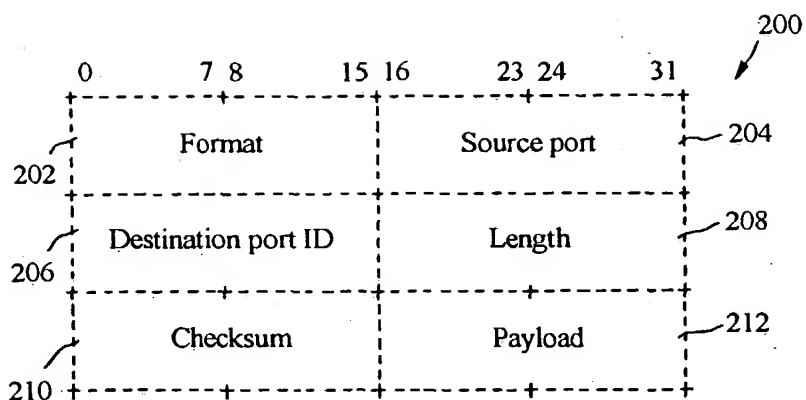 200
0 7 8 15 16 23 24 31
Format Source port
202 204
Destination port ID Length
206 208
Checksum Payload
210 212